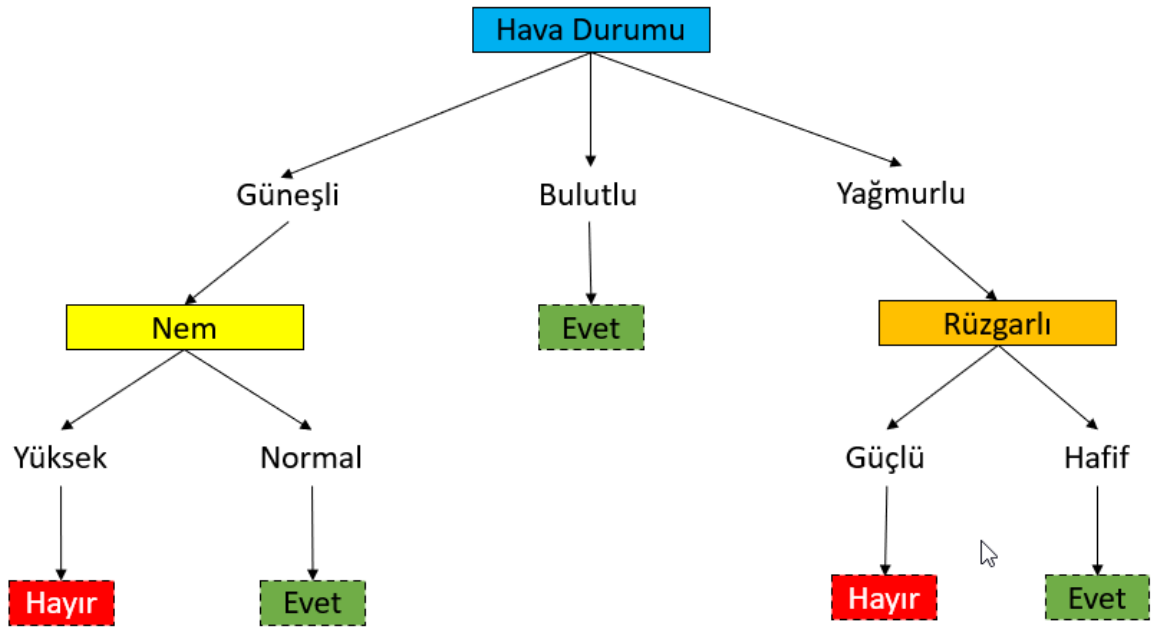 Hava Durumu
Güneşli
Bulutlu
Yağmurlu
Nem
Evet
Rüzgarlı
Yüksek
Normal
Güçlü
Hafif
Hayır
Evet
Hayır
Evet